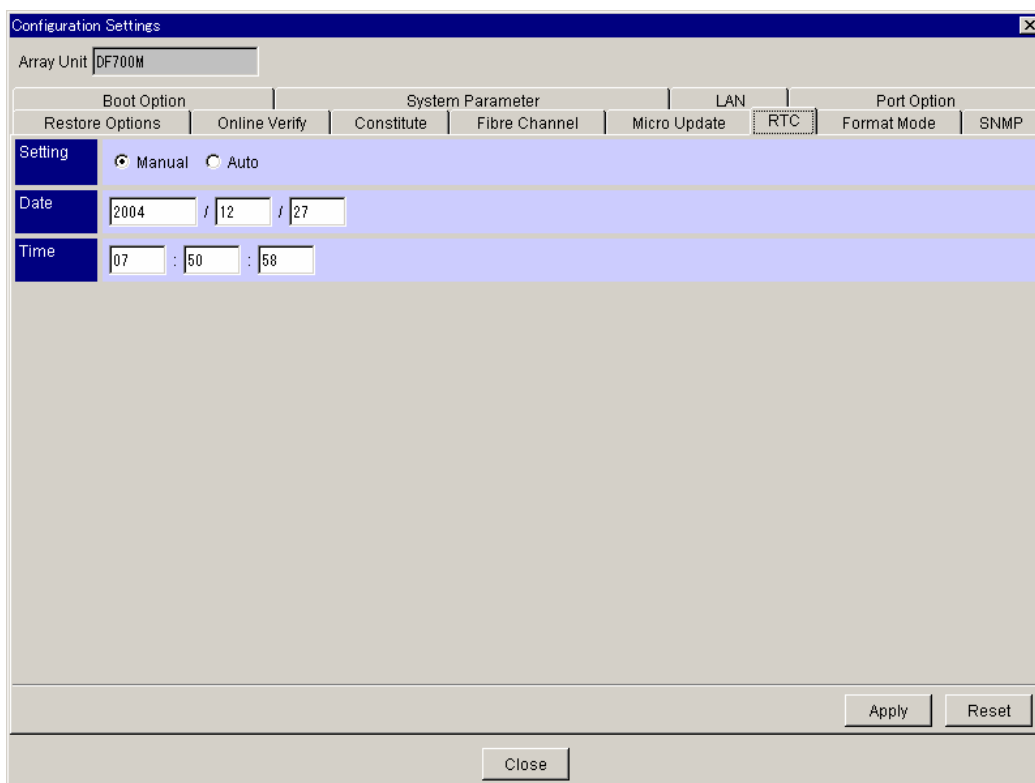 Configuration Settings
Array Unit DF700M
Boot Option System Parameter LAN Port Option
Restore Options Online Verify Constitute Fibre Channel Micro Update RTC Format Mode SNMP
Setting Manual Auto
Date 2004 / 12 / 27
Time 07 : 50 : 58
Apply Reset
Close